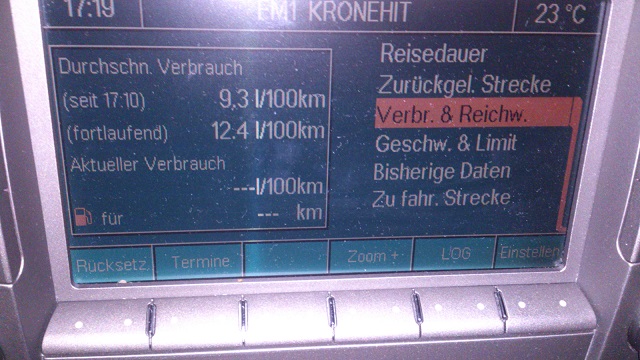 17:19 FM1 KRONEHIT 23 °C
Durchschn. Verbrauch
(seit 17:10) 9.3 l/100km
(fortlaufend) 12.4 l/100km
Aktueller Verbrauch
---l/100km
für --- km
Reisedauer
Zurückgel. Strecke
Verbr. & Reichw.
Geschw. & Limit
Bisherige Daten
Zu fahr. Strecke
Rücksetz. Termine Zoom + LOG Einstellen